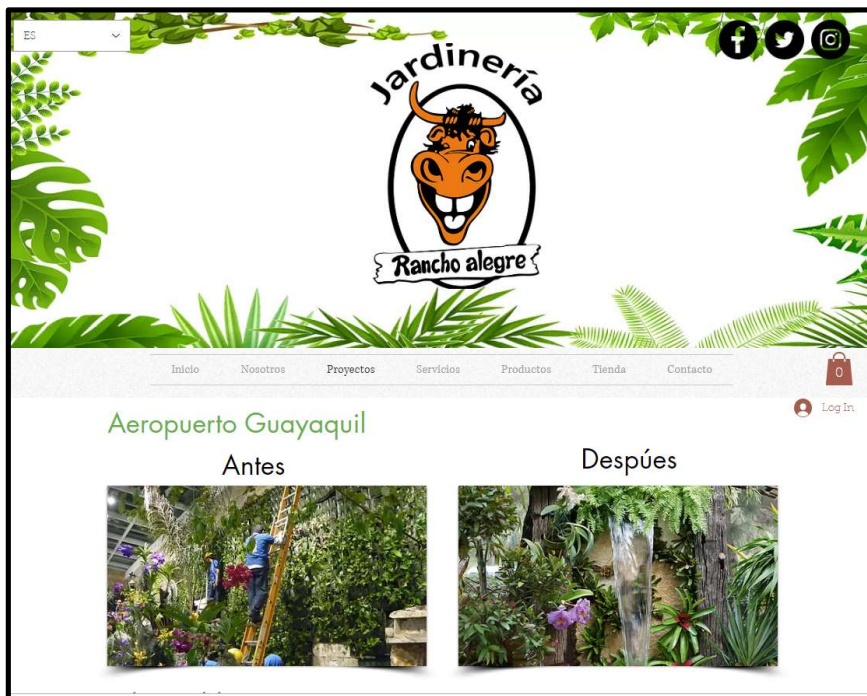 ES
Jardinería
Rancho alegre
Inicio Nosotros Proyectos Servicios Productos Tienda Contacto
0
Log In
Aeropuerto Guayaquil
Antes Despúes